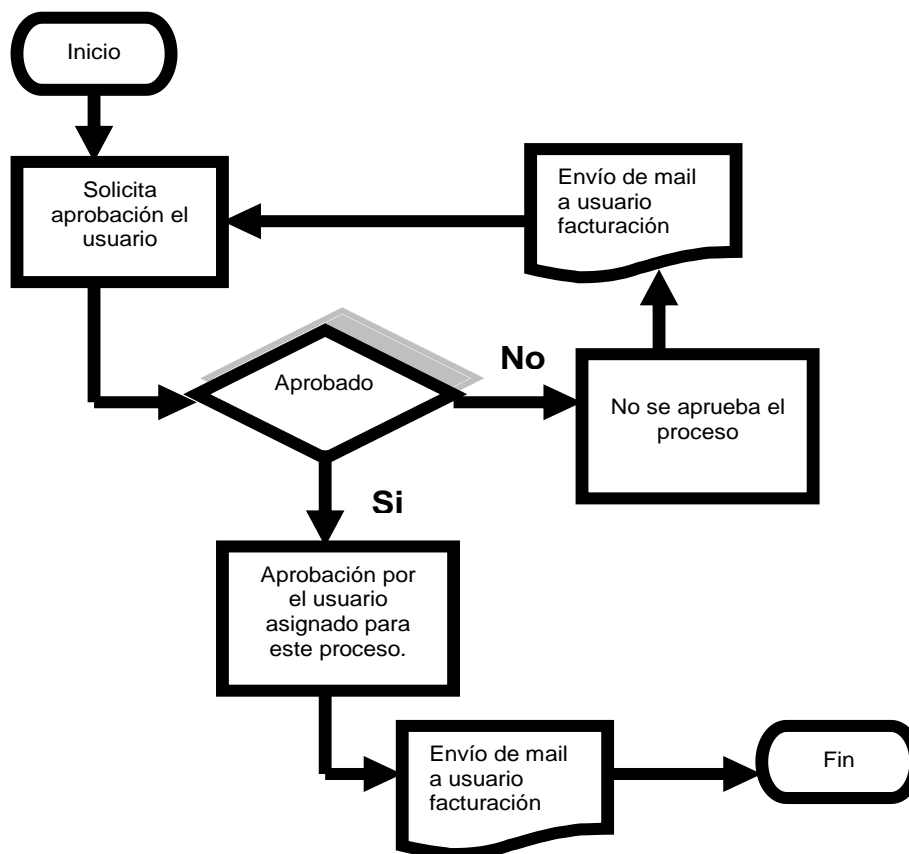 Inicio
Solicita
aprobación el
usuario
Envío de mail
a usuario
facturación
Aprobado
No
No se aprueba el
proceso
Si
Aprobación por
el usuario
asignado para
este proceso.
Envío de mail
a usuario
facturación
Fin